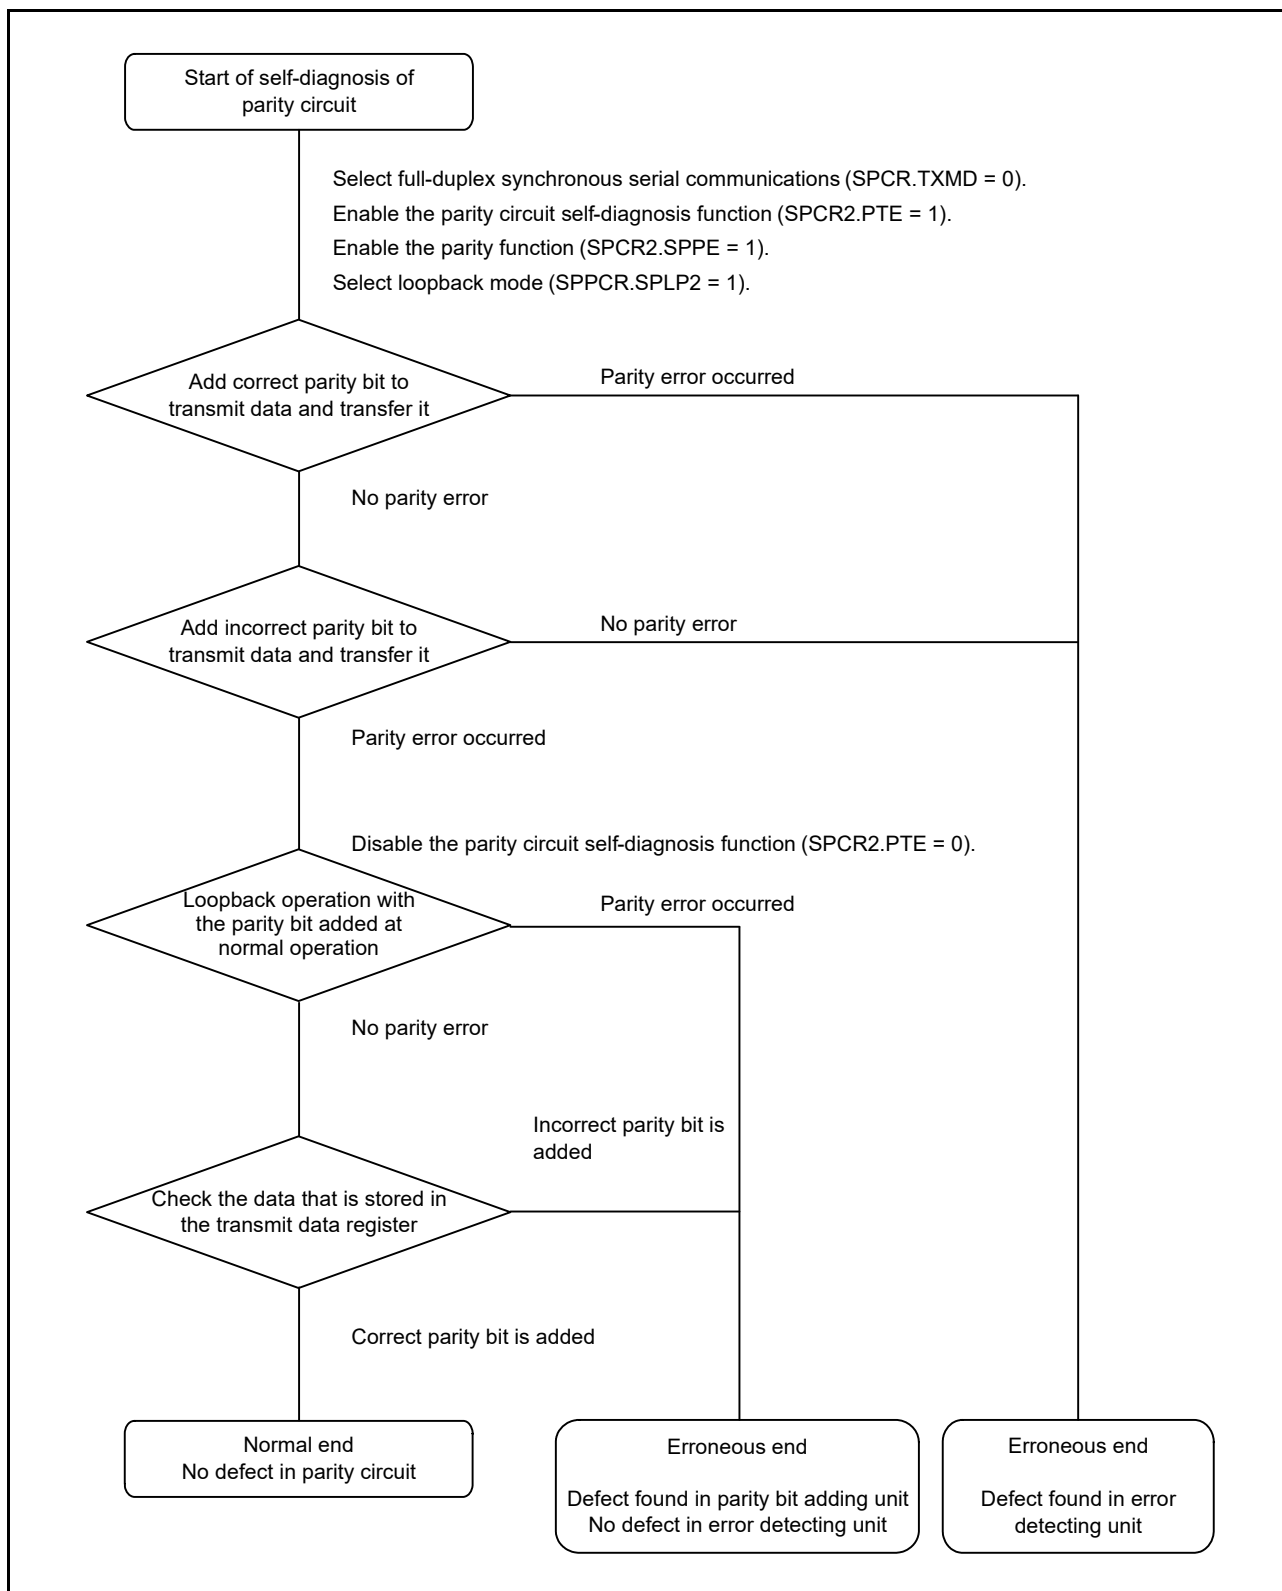 Start of self-diagnosis of
parity circuit
Select full-duplex synchronous serial communications (SPCR.TXMD = 0).
Enable the parity circuit self-diagnosis function (SPCR2.PTE = 1).
Enable the parity function (SPCR2.SPPE = 1).
Select loopback mode (SPPCR.SPLP2 = 1).
Add correct parity bit to
transmit data and transfer it
Parity error occurred
No parity error
Add incorrect parity bit to
transmit data and transfer it
No parity error
Parity error occurred
Disable the parity circuit self-diagnosis function (SPCR2.PTE = 0).
Loopback operation with
the parity bit added at
normal operation
Parity error occurred
No parity error
Incorrect parity bit is
added
Check the data that is stored in
the transmit data register
Correct parity bit is added
Normal end
No defect in parity circuit
Erroneous end
Defect found in parity bit adding unit
No defect in error detecting unit
Erroneous end
Defect found in error
detecting unit